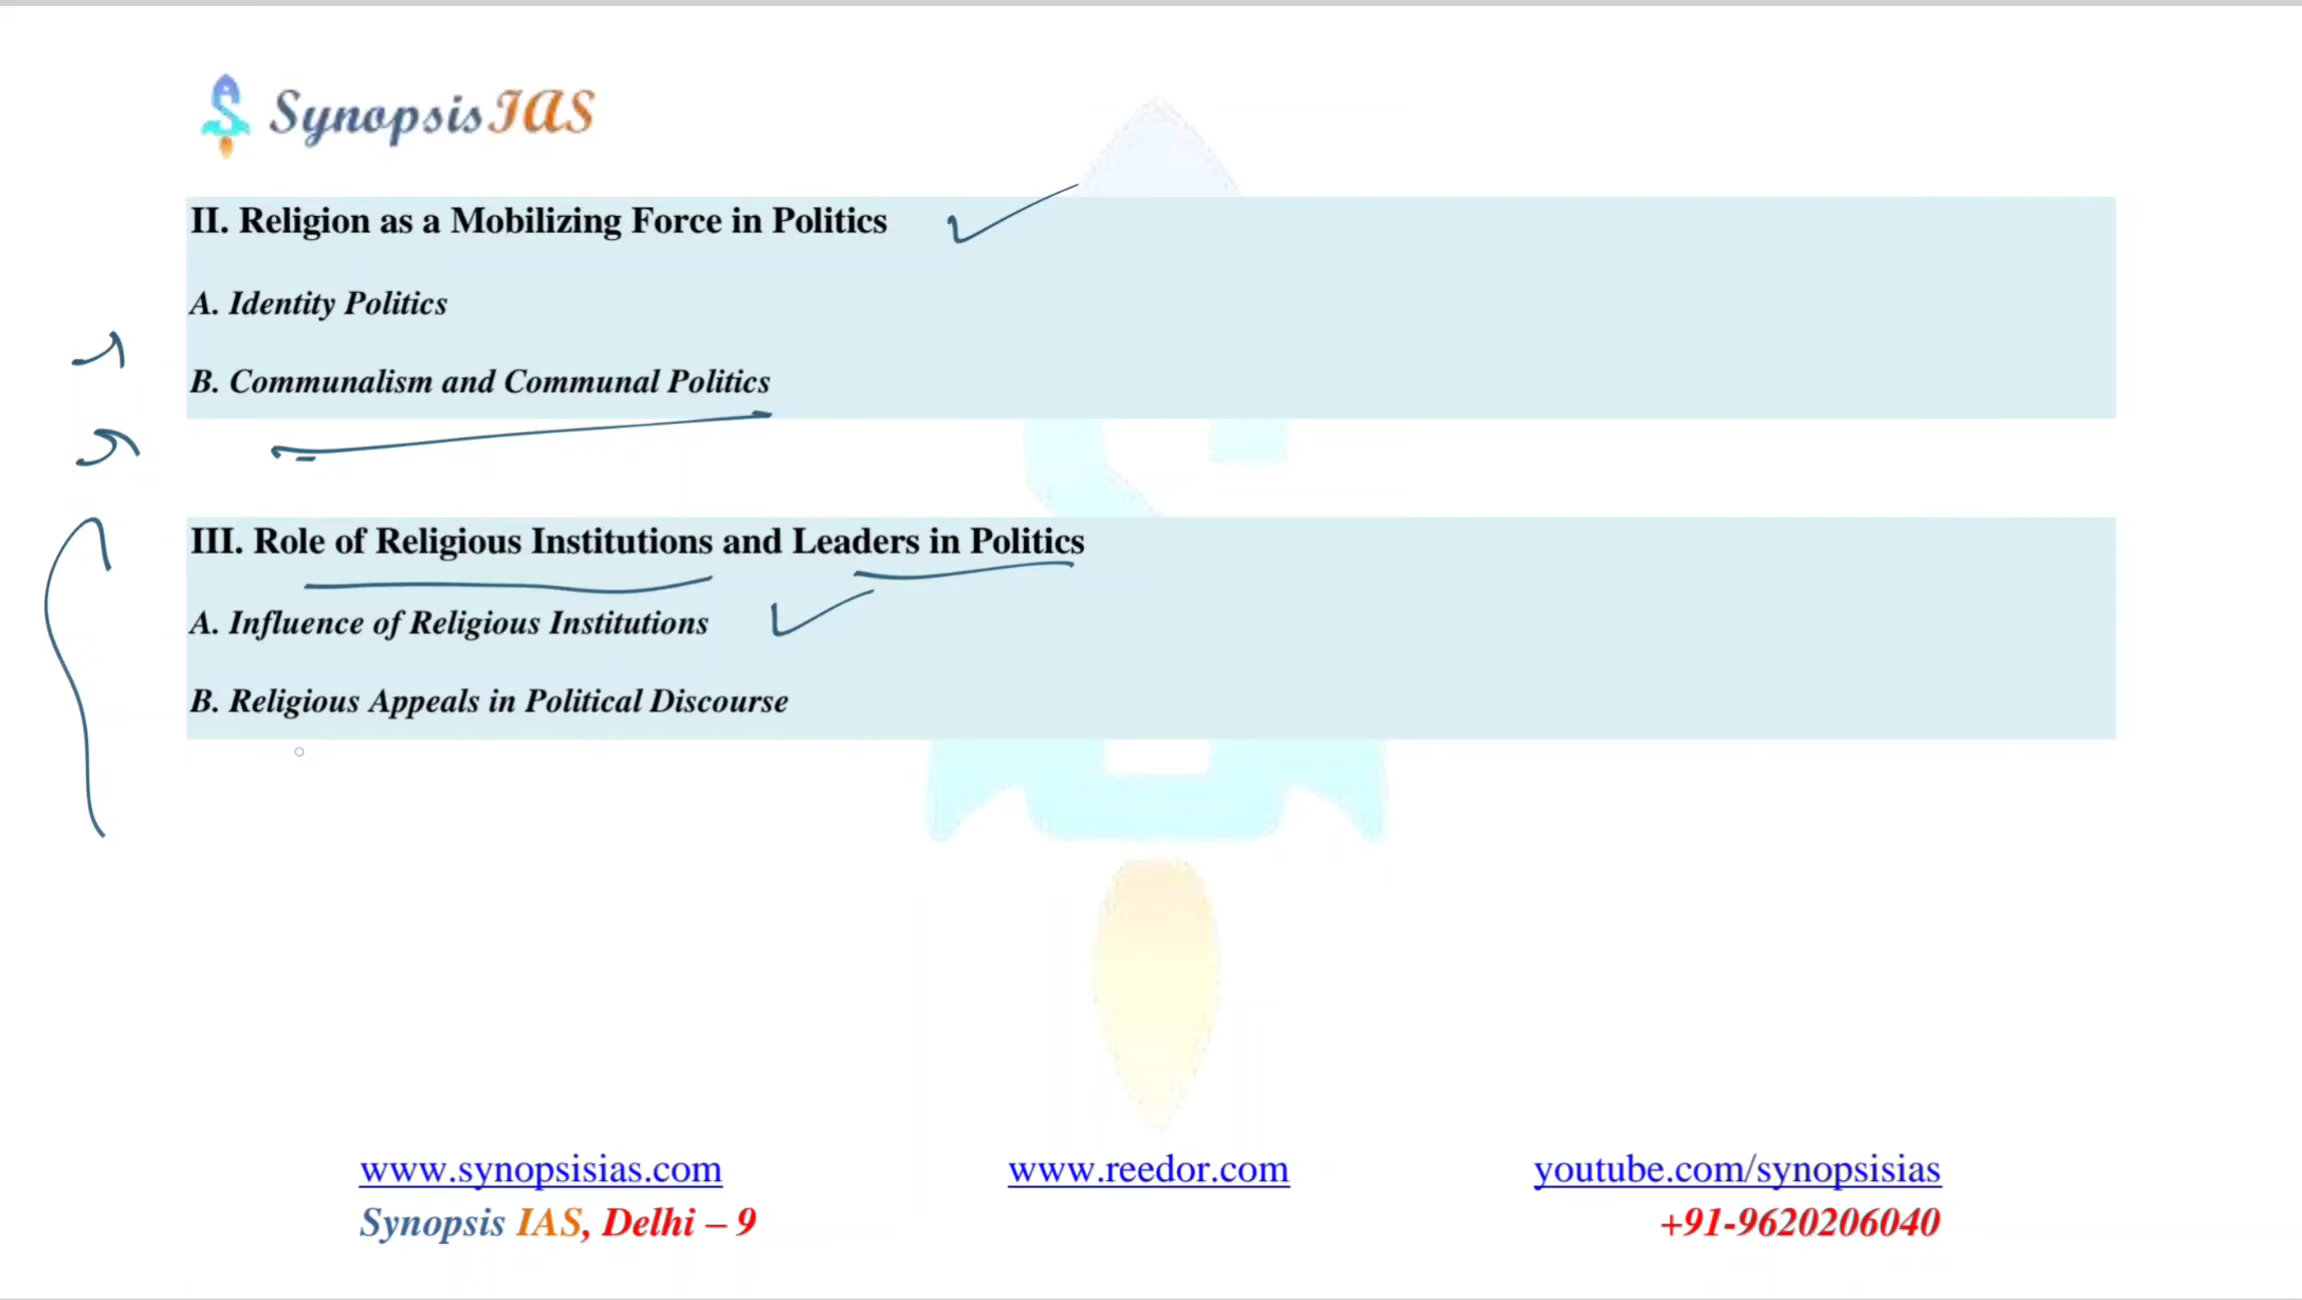 Synopsis IAS
II. Religion as a Mobilizing Force in Politics
A. Identity Politics
B. Communalism and Communal Politics
III. Role of Religious Institutions and Leaders in Politics
A. Influence of Religious Institutions
B. Religious Appeals in Political Discourse
www.synopsisias.com www.reedor.com youtube.com/synopsisias
Synopsis IAS, Delhi – 9 +91-9620206040